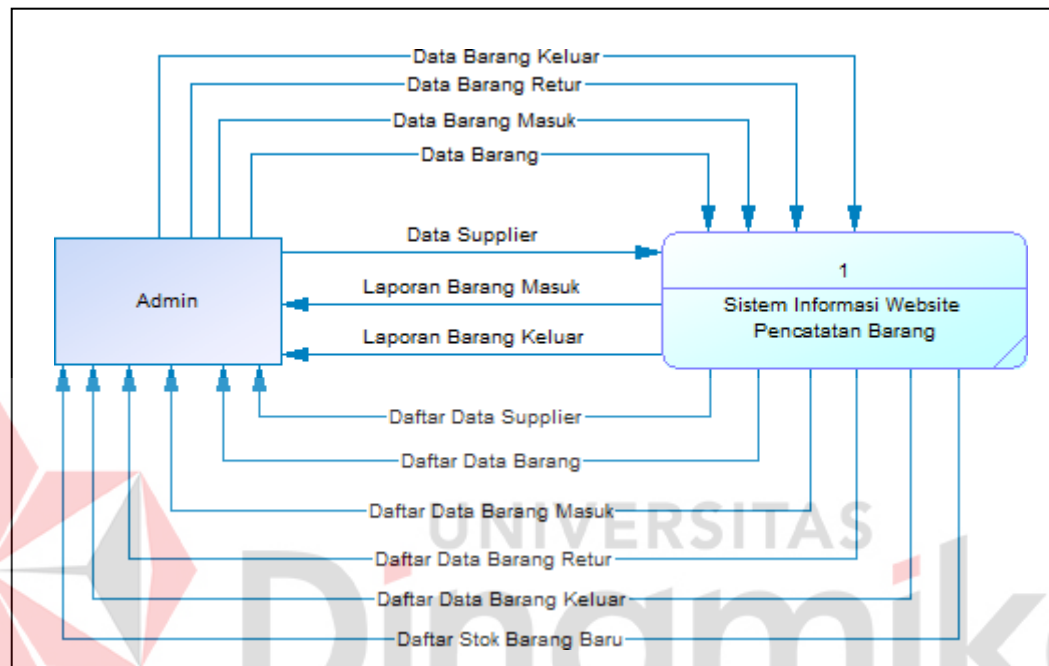 Data Barang Keluar
Data Barang Retur
Data Barang Masuk
Data Barang
Data Supplier
Admin
Laporan Barang Masuk
Laporan Barang Keluar
1
Sistem Informasi Website
Pencatatan Barang
Daftar Data Supplier
Daftar Data Barang
Daftar Data Barang Masuk
Daftar Data Barang Retur
Daftar Data Barang Keluar
Daftar Stok Barang Baru
UNIVERSITAS
Dinamika